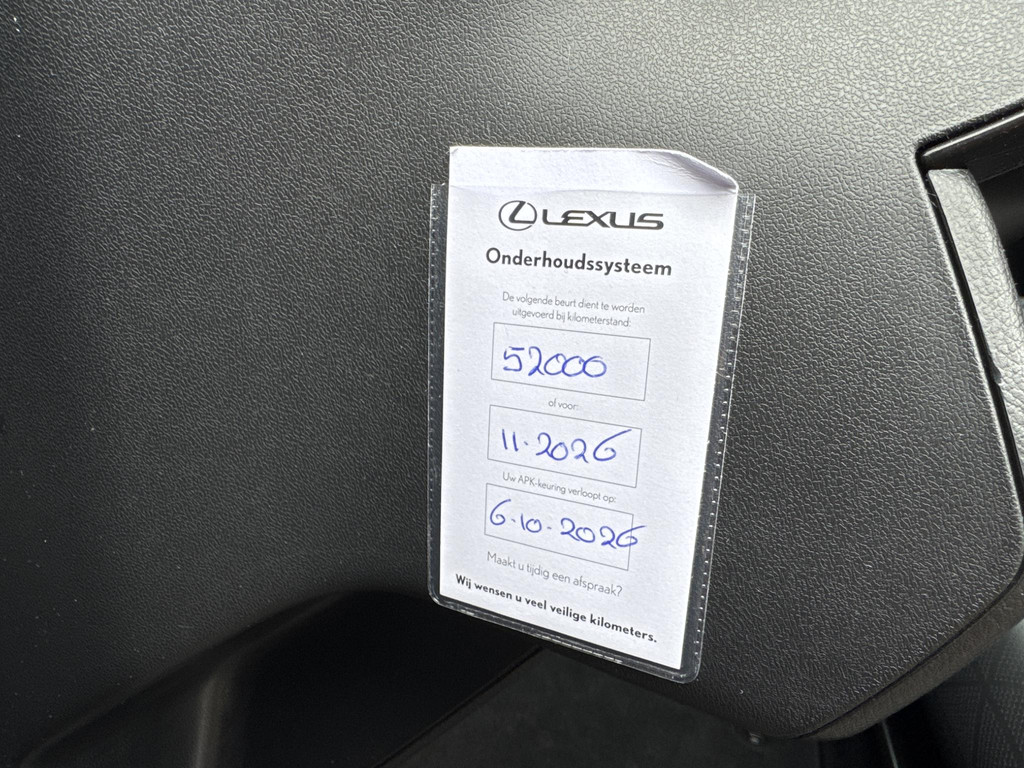 LEXUS
Onderhoudssysteem
De volgende beurt dient te worden
uitgevoerd bij kilometerstand:
52000
of voor:
11-2026
Uw APK-keuring verloopt op:
6-10-2026
Maakt u tijdig een afspraak?
Wij wensen u veel veilige kilometers.